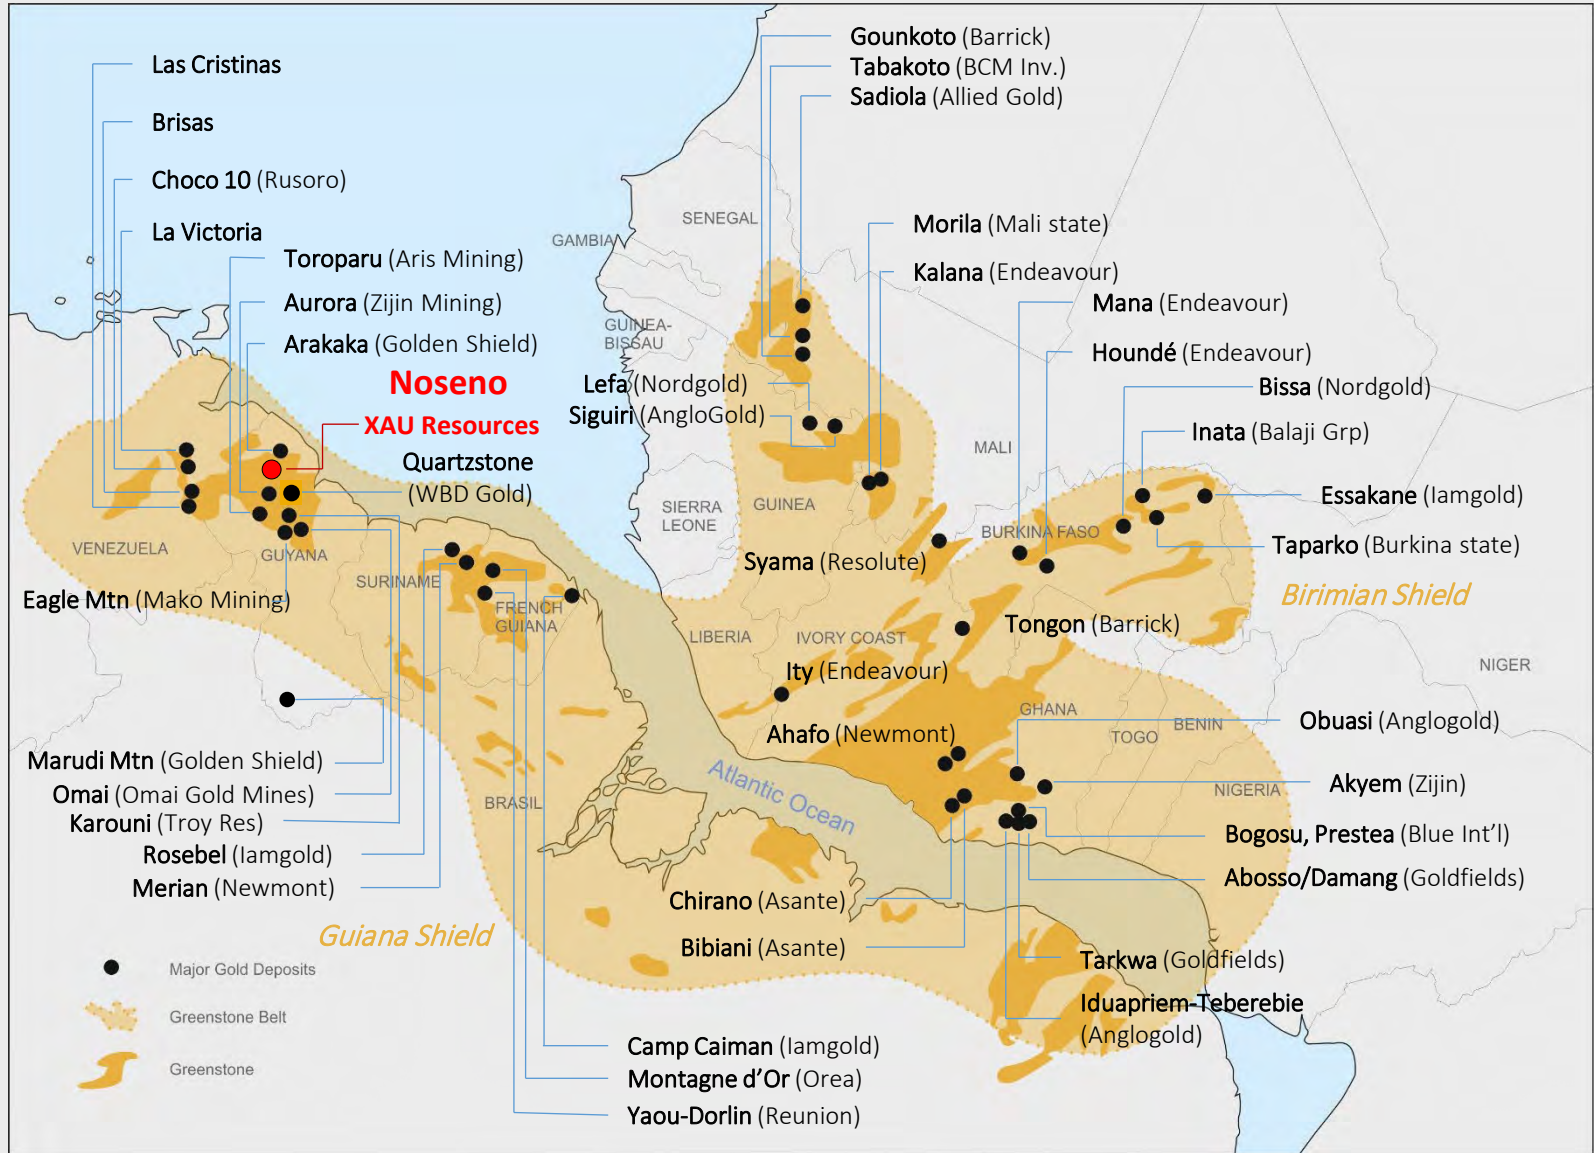 Las Cristinas
Brisas
Choco 10 (Rusoro)
La Victoria
Toroparu (Aris Mining)
Aurora (Zijin Mining)
Arakaka (Golden Shield)
Noseno
XAU Resources
Quartzstone
(WBD Gold)
Gounkoto (Barrick)
Tabakoto (BCM Inv.)
Sadiola (Allied Gold)
SENEGAL
GAMBIA
GUINEA-
BISSAU
Morila (Mali state)
Kalana (Endeavour)
Mana (Endeavour)
Houndé (Endeavour)
Bissa (Nordgold)
Inata (Balaji Grp)
Essakane (Iamgold)
Taparko (Burkina state)
Birimian Shield
Lefa (Nordgold)
Siguiri (AngloGold)
MALI
GUINEA
SIERRA
LEONE
BURKINA FASO
Syama (Resolute)
VENEZUELA
GUYANA
SURINAME
FRENCH
GUIANA
Eagle Mtn (Mako Mining)
LIBERIA
IVORY COAST
Tongon (Barrick)
NIGER
Ity (Endeavour)
GHANA
BENIN
TOGO
Ahafo (Newmont)
Obuasi (Anglogold)
Akyem (Zijin)
NIGERIA
Bogosu, Prestea (Blue Int'l)
Abosso/Damang (Goldfields)
Marudi Mtn (Golden Shield)
Omai (Omai Gold Mines)
Karouni (Troy Res)
Rosebel (Iamgold)
Merian (Newmont)
BRASIL
Atlantic Ocean
Guiana Shield
Chirano (Asante)
Bibiani (Asante)
Tarkwa (Goldfields)
Iduapriem-Teberebie
(Anglogold)
Major Gold Deposits
Greenstone Belt
Greenstone
Camp Caiman (Iamgold)
Montagne d'Or (Orea)
Yaou-Dorlin (Reunion)